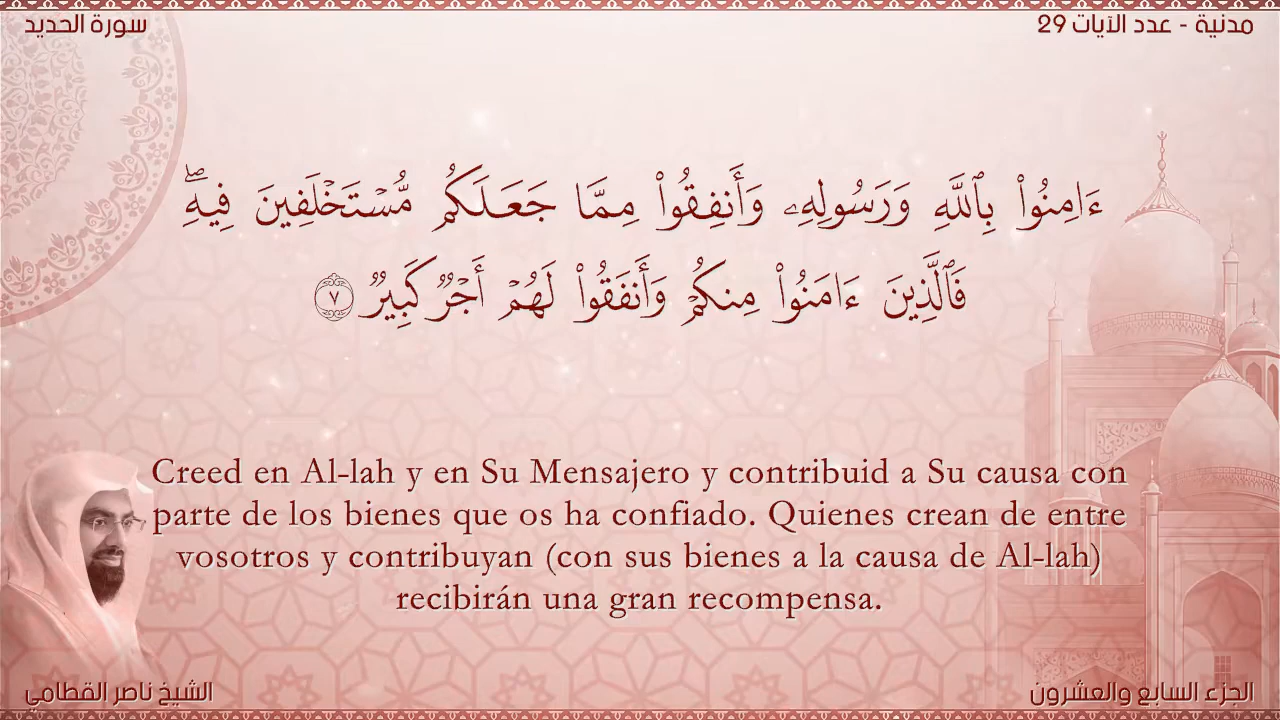 سورة الحديد
مدنية - عدد الآيات 29
ءَامِنُوا۟ بِٱللَّهِ وَرَسُولِهِۦ وَأَنفِقُوا۟ مِمَّا جَعَلَكُم مُّسْتَخْلَفِينَ فِيهِۖ
فَٱلَّذِينَ ءَامَنُوا۟ مِنكُمْ وَأَنفَقُوا۟ لَهُمْ أَجْرٌ كَبِيرٌ ٧
Creed en Al-lah y en Su Mensajero y contribuid a Su causa con
parte de los bienes que os ha confiado. Quienes crean de entre
vosotros y contribuyan (con sus bienes a la causa de Al-lah)
recibirán una gran recompensa.
الشيخ ناصر القطامي
الجزء السابع والعشرون